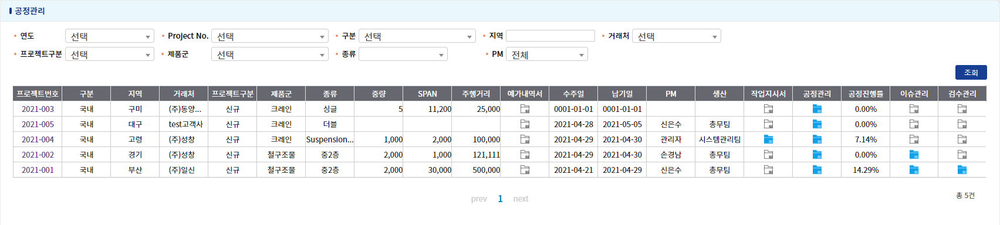 공정관리
연도 선택 Project No. 선택 구분 선택 지역 거래처 선택
프로젝트구분 선택 제품군 선택 종류 PM 전체
조회
프로젝트번호 구분 지역 거래처 프로젝트구분 제품군 종류 중량 SPAN 주행거리 예가내역서 수주일 납기일 PM 생산 작업지시서 공정관리 공정진행률 이슈관리 검수관리
2021-003 국내 구미 (주)동양... 신규 크레인 싱글 5 11,200 25,000 0001-01-01 0001-01-01 0.00%
2021-005 국내 대구 test고객사 신규 크레인 더블 2021-04-28 2021-05-05 신은수 총무팀 0.00%
2021-004 국내 고령 (주)성창 신규 크레인 Suspension... 1,000 2,000 100,000 2021-04-29 2021-04-30 관리자 시스템관리팀 7.14%
2021-002 국내 경기 (주)성창 신규 철구조물 중2층 2,000 1,000 121,111 2021-04-29 2021-04-30 손경남 총무팀 0.00%
2021-001 국내 부산 (주)일신 신규 철구조물 중2층 2,000 30,000 500,000 2021-04-21 2021-04-29 신은수 총무팀 14.29%
prev 1 next
총 5건